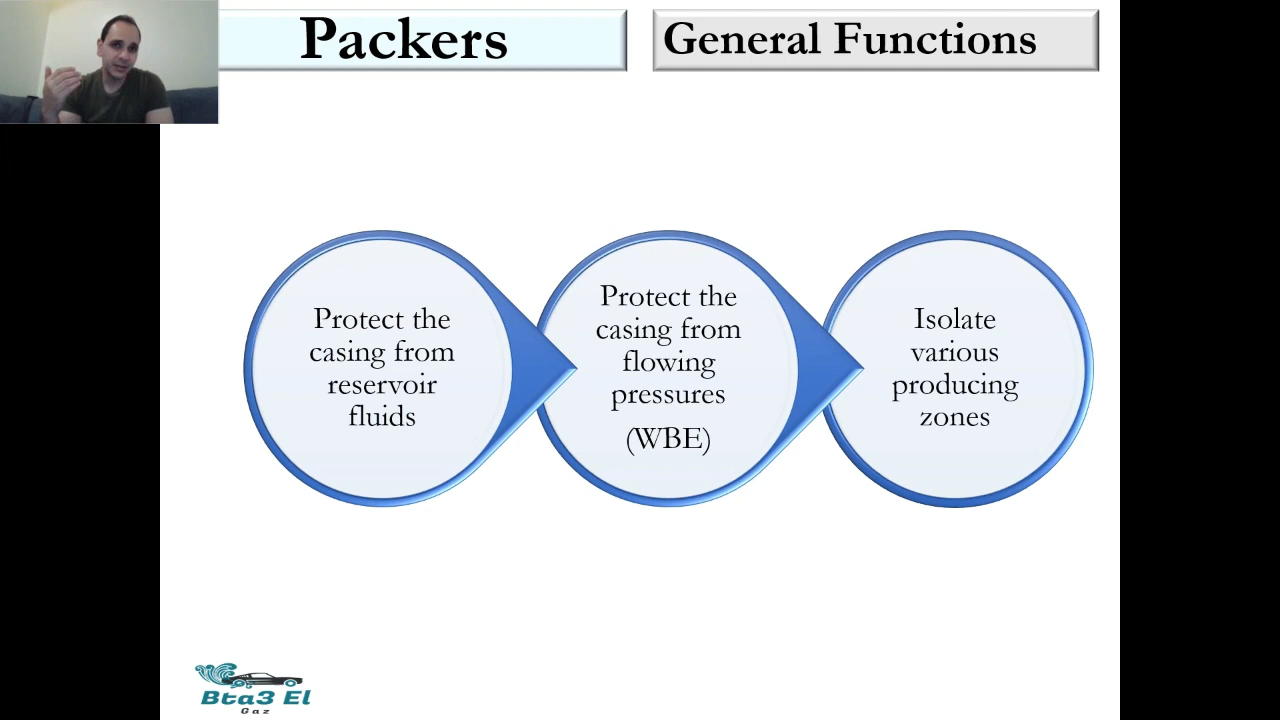 Packers
General Functions
Protect the
casing from
reservoir
fluids
Protect the
casing from
flowing
pressures
(WBE)
Isolate
various
producing
zones
Bta3 El
Gaz